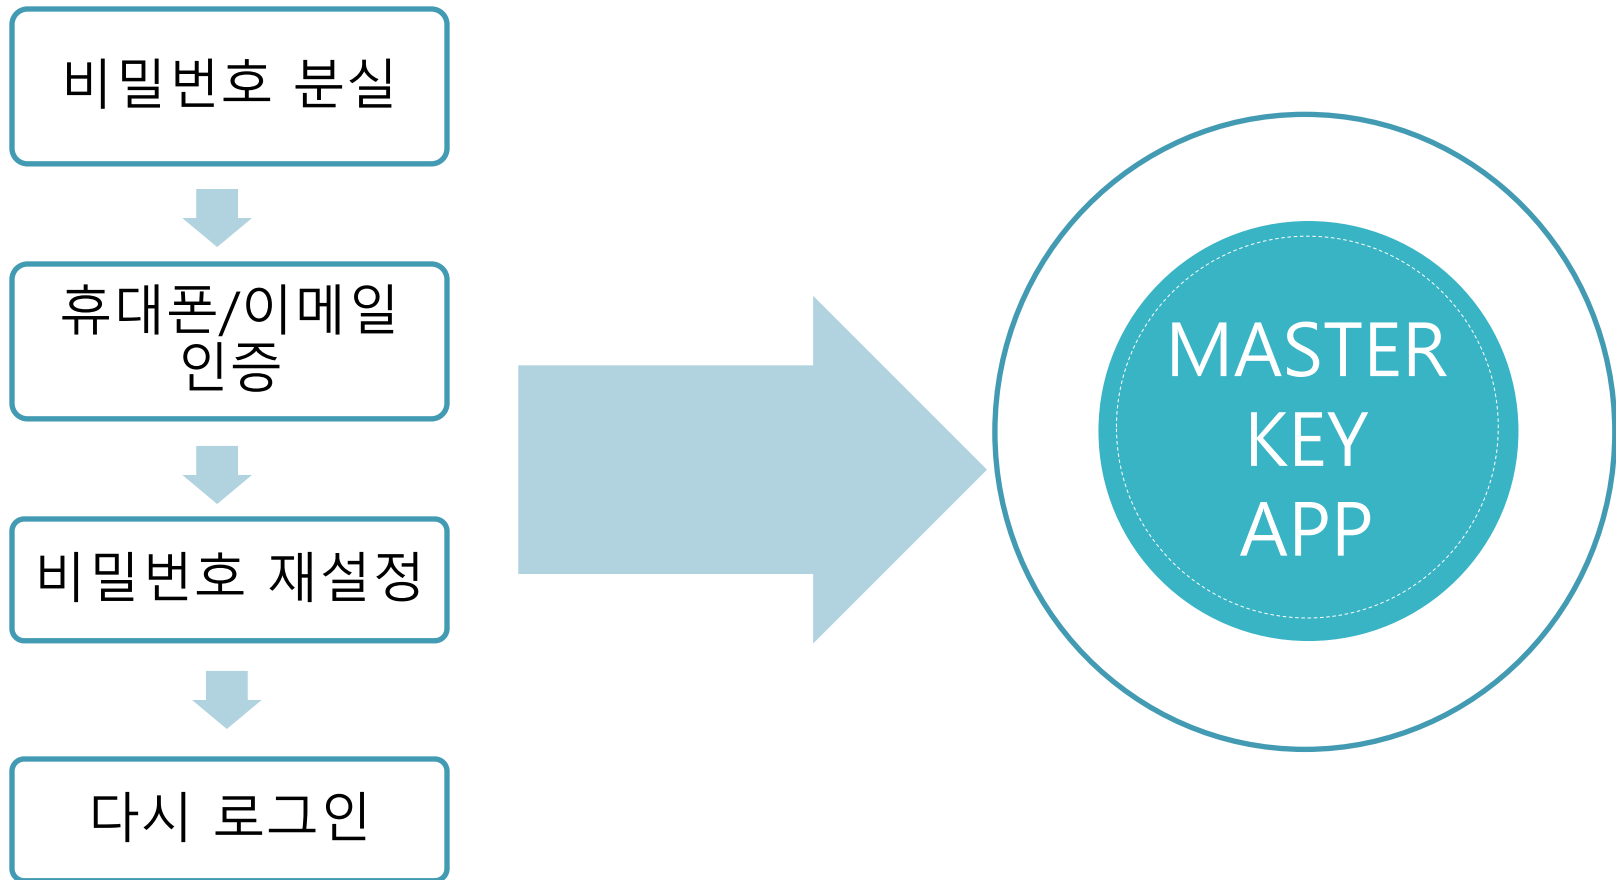 비밀번호 분실
휴대폰/이메일
인증
비밀번호 재설정
다시 로그인
MASTER
KEY
APP